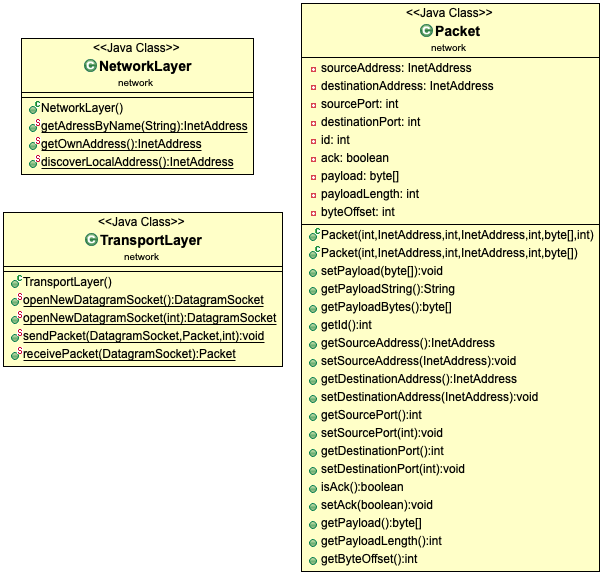 <<Java Class>>
NetworkLayer
network
NetworkLayer()
getAdressByName(String):InetAddress
getOwnAddress():InetAddress
discoverLocalAddress():InetAddress
<<Java Class>>
TransportLayer
network
TransportLayer()
openNewDatagramSocket():DatagramSocket
openNewDatagramSocket(int):DatagramSocket
sendPacket(DatagramSocket,Packet,int):void
receivePacket(DatagramSocket):Packet
<<Java Class>>
Packet
network
sourceAddress: InetAddress
destinationAddress: InetAddress
sourcePort: int
destinationPort: int
id: int
ack: boolean
payload: byte[]
payloadLength: int
byteOffset: int
Packet(int,InetAddress,int,InetAddress,int,byte[],int)
Packet(int,InetAddress,int,InetAddress,int,byte[])
setPayload(byte[]):void
getPayloadString():String
getPayloadBytes():byte[]
getId():int
getSourceAddress():InetAddress
setSourceAddress(InetAddress):void
getDestinationAddress():InetAddress
setDestinationAddress(InetAddress):void
getSourcePort():int
setSourcePort(int):void
getDestinationPort():int
setDestinationPort(int):void
isAck():boolean
setAck(boolean):void
getPayload():byte[]
getPayloadLength():int
getByteOffset():int